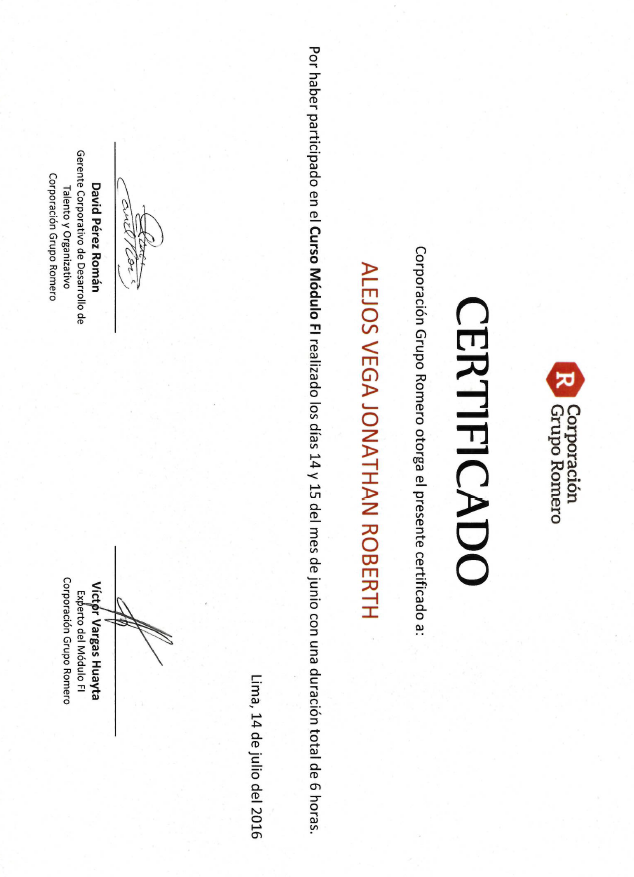 R
Corporación
Grupo Romero
CERTIFICADO
Corporación Grupo Romero otorga el presente certificado a:
ALEJOS VEGA JONATHAN ROBERTH
Por haber participado en el Curso Módulo FI realizado los días 14 y 15 del mes de junio con una duración total de 6 horas.
Lima, 14 de julio del 2016
David Pérez Román
Gerente Corporativo de Desarrollo de
Talento y Organizativo
Corporación Grupo Romero
Víctor Vargas Huayta
Experto del Módulo FI
Corporación Grupo Romero